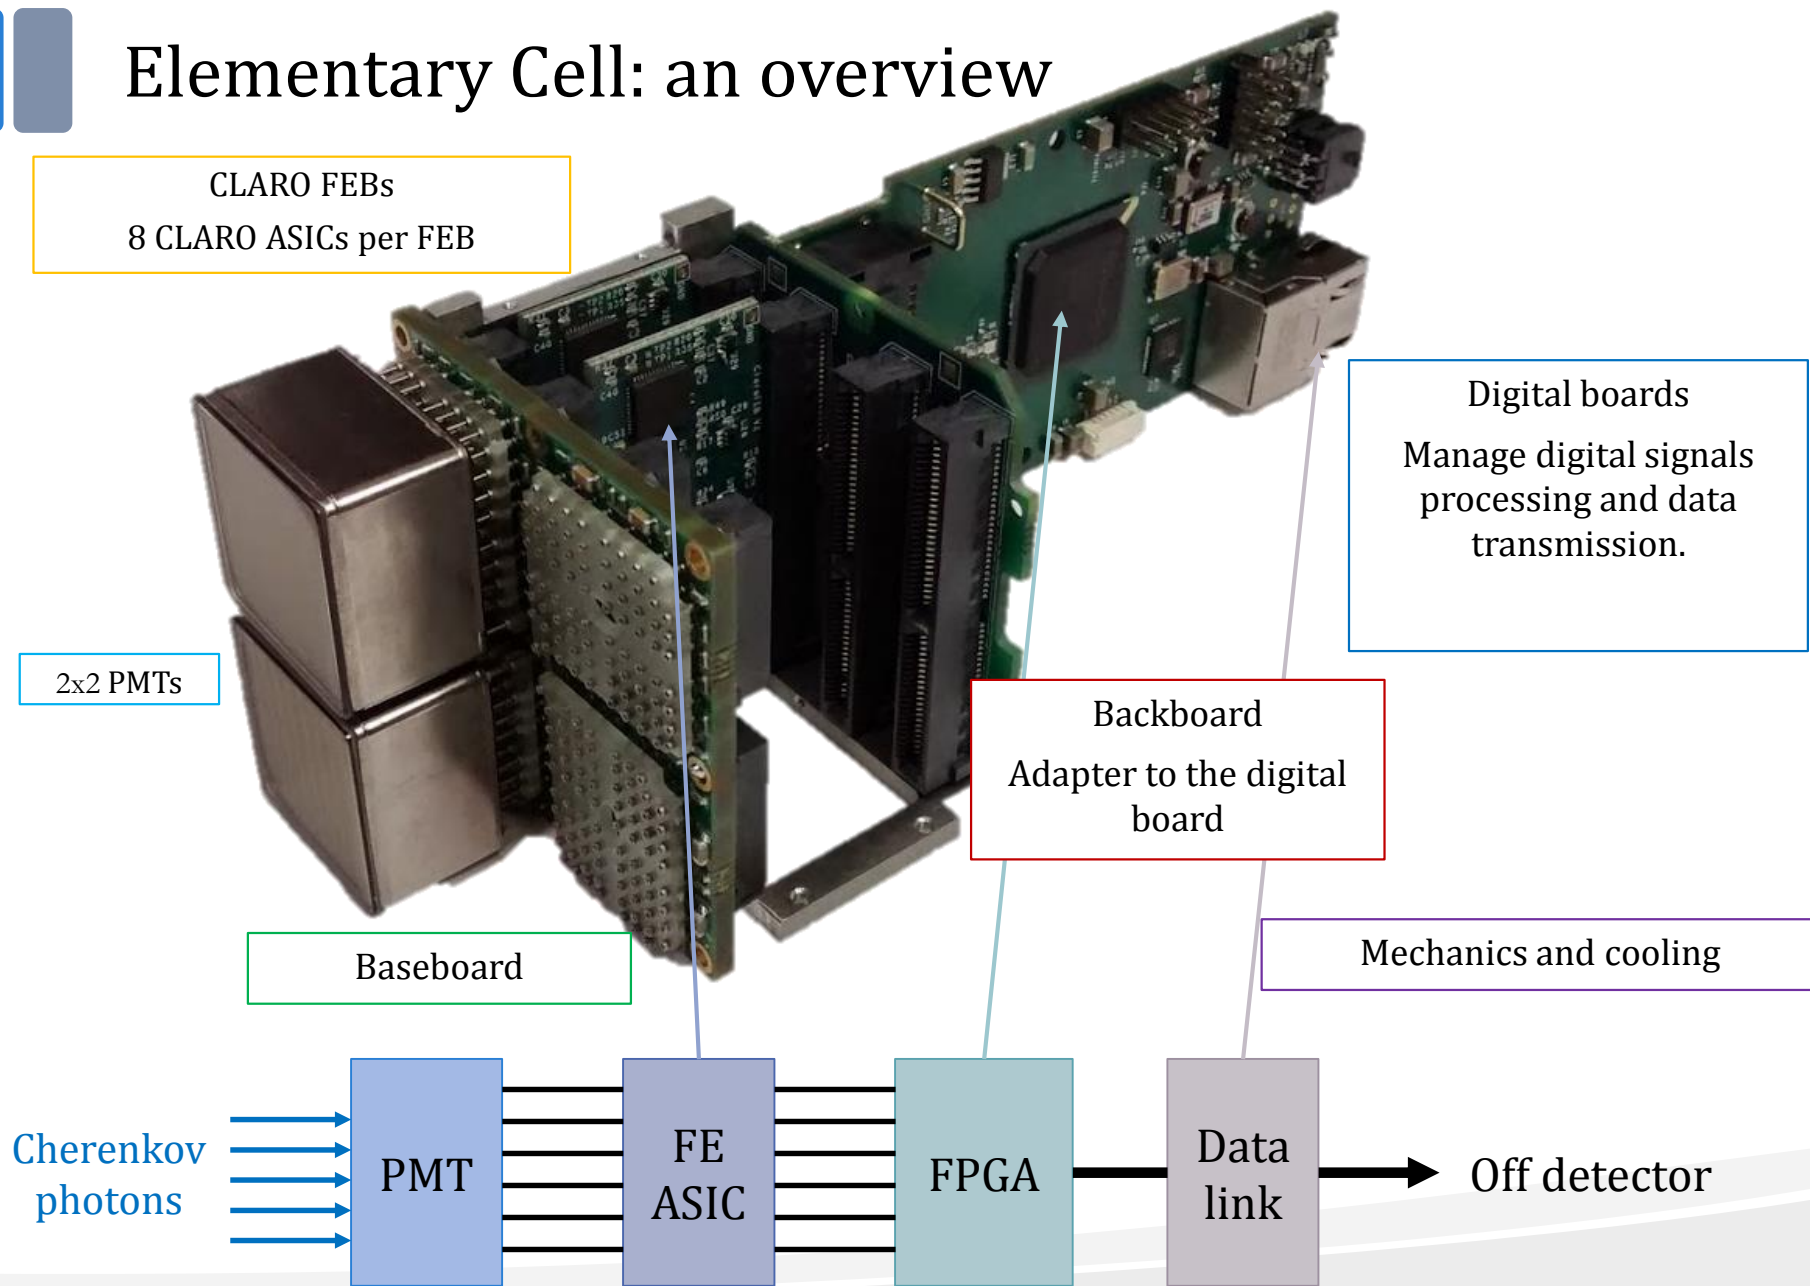 Elementary Cell: an overview
CLARO FEBs
8 CLARO ASICs per FEB
Digital boards
Manage digital signals
processing and data
transmission.
2x2 PMTs
Backboard
Adapter to the digital
board
Baseboard
Mechanics and cooling
Cherenkov
photons
PMT
FE
ASIC
FPGA
Data
link
Off detector